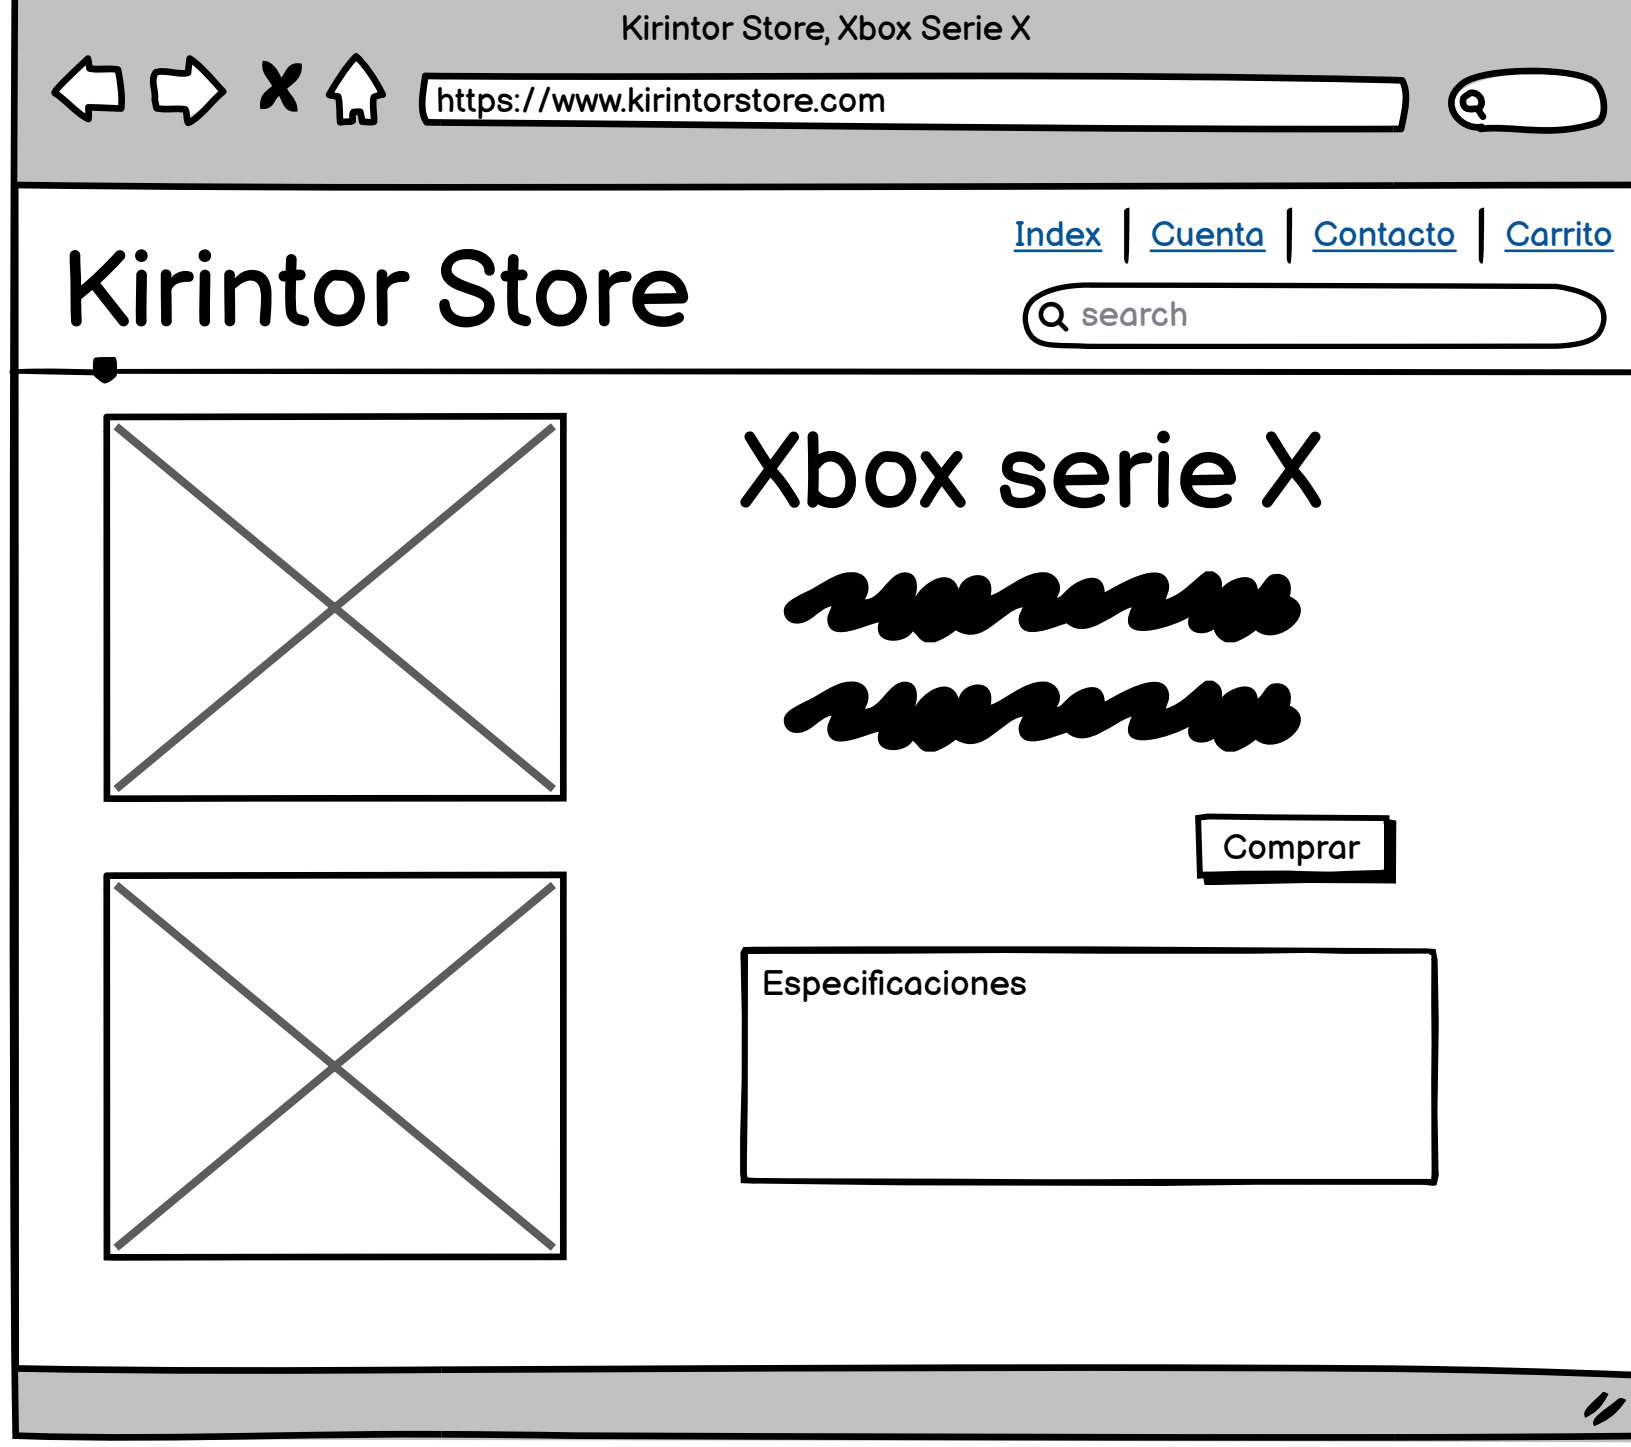 Kirintor Store, Xbox Serie X
https://www.kirintorstore.com
Index | Cuenta | Contacto | Carrito
Kirintor Store
search
Xbox serie X
Comprar
Especificaciones